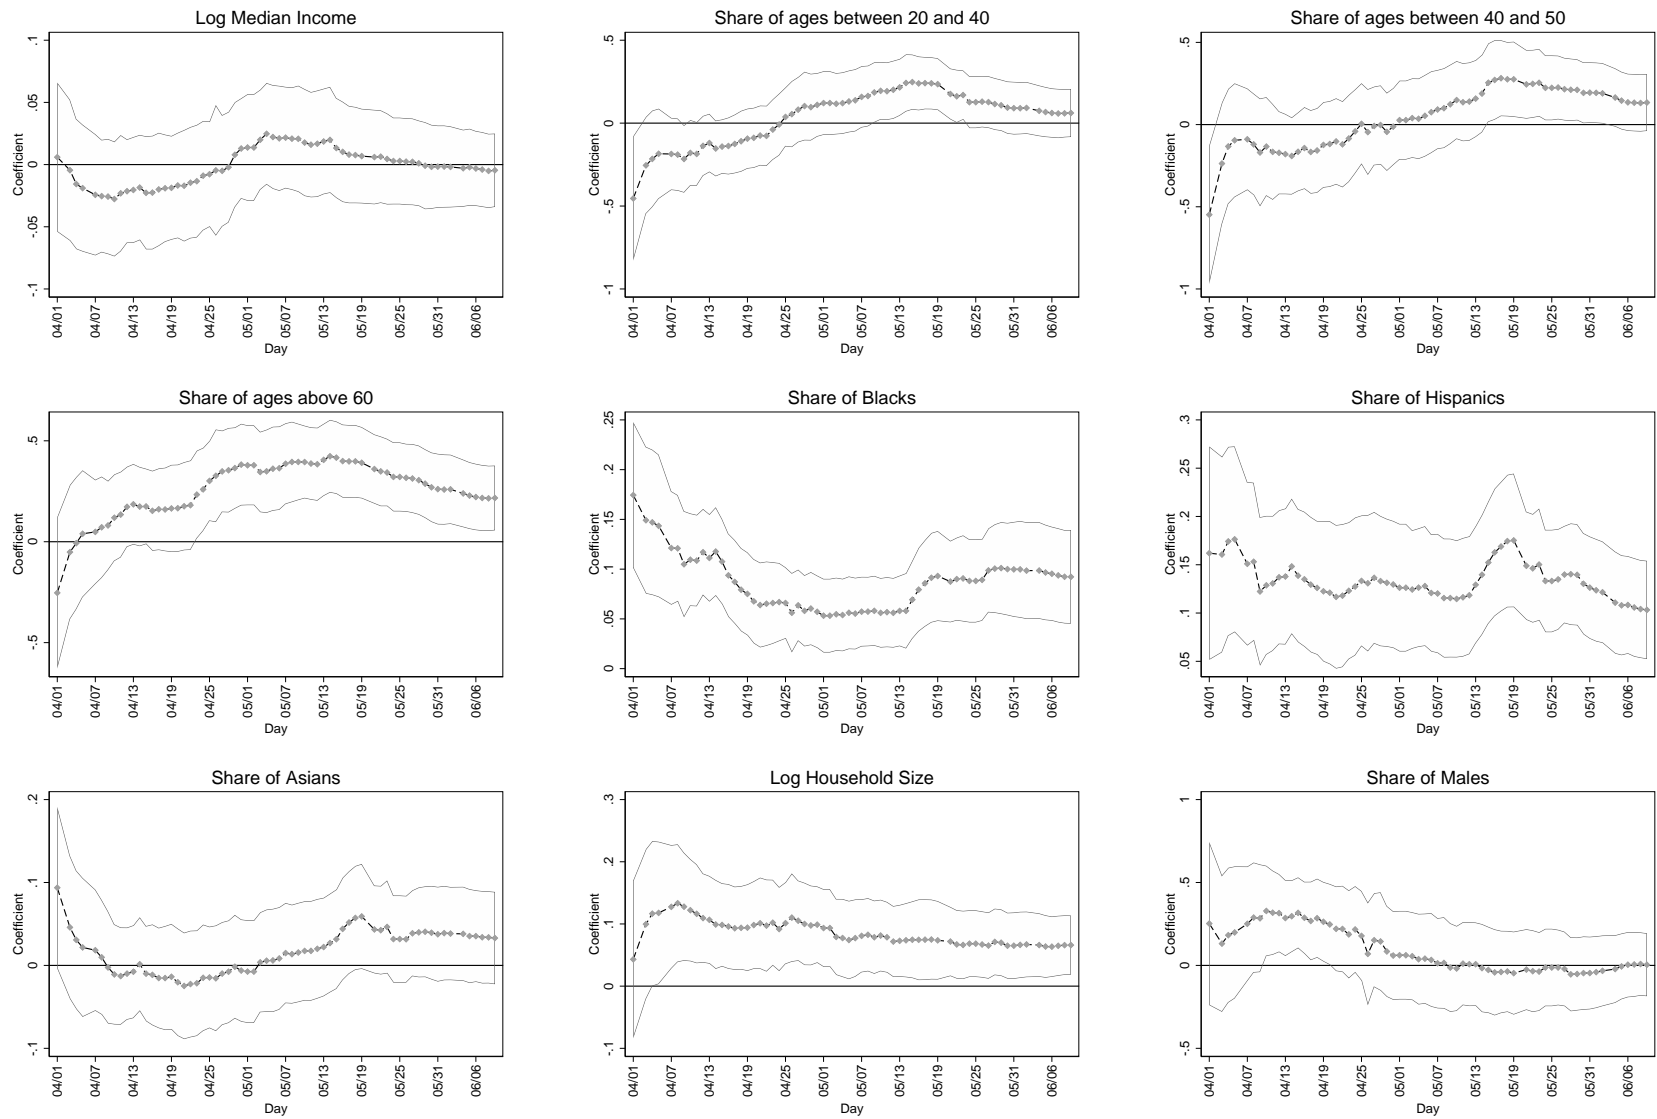 Log Median Income
Coefficient
.1
.05
0
-.05
-.1
04/01 04/07 04/13 04/19 04/25 05/01 05/07 05/13 05/19 05/25 05/31 06/06
Day
Share of ages between 20 and 40
Coefficient
.5
0
-.5
-1
04/01 04/07 04/13 04/19 04/25 05/01 05/07 05/13 05/19 05/25 05/31 06/06
Day
Share of ages between 40 and 50
Coefficient
.5
0
-.5
-1
04/01 04/07 04/13 04/19 04/25 05/01 05/07 05/13 05/19 05/25 05/31 06/06
Day
Share of ages above 60
Coefficient
.5
0
-.5
04/01 04/07 04/13 04/19 04/25 05/01 05/07 05/13 05/19 05/25 05/31 06/06
Day
Share of Blacks
Coefficient
.25
.2
.15
.1
.05
0
04/01 04/07 04/13 04/19 04/25 05/01 05/07 05/13 05/19 05/25 05/31 06/06
Day
Share of Hispanics
Coefficient
.3
.25
.2
.15
.1
.05
04/01 04/07 04/13 04/19 04/25 05/01 05/07 05/13 05/19 05/25 05/31 06/06
Day
Share of Asians
Coefficient
.2
.1
0
-.1
04/01 04/07 04/13 04/19 04/25 05/01 05/07 05/13 05/19 05/25 05/31 06/06
Day
Log Household Size
Coefficient
.3
.2
.1
0
-.1
04/01 04/07 04/13 04/19 04/25 05/01 05/07 05/13 05/19 05/25 05/31 06/06
Day
Share of Males
Coefficient
1
.5
0
-.5
04/01 04/07 04/13 04/19 04/25 05/01 05/07 05/13 05/19 05/25 05/31 06/06
Day